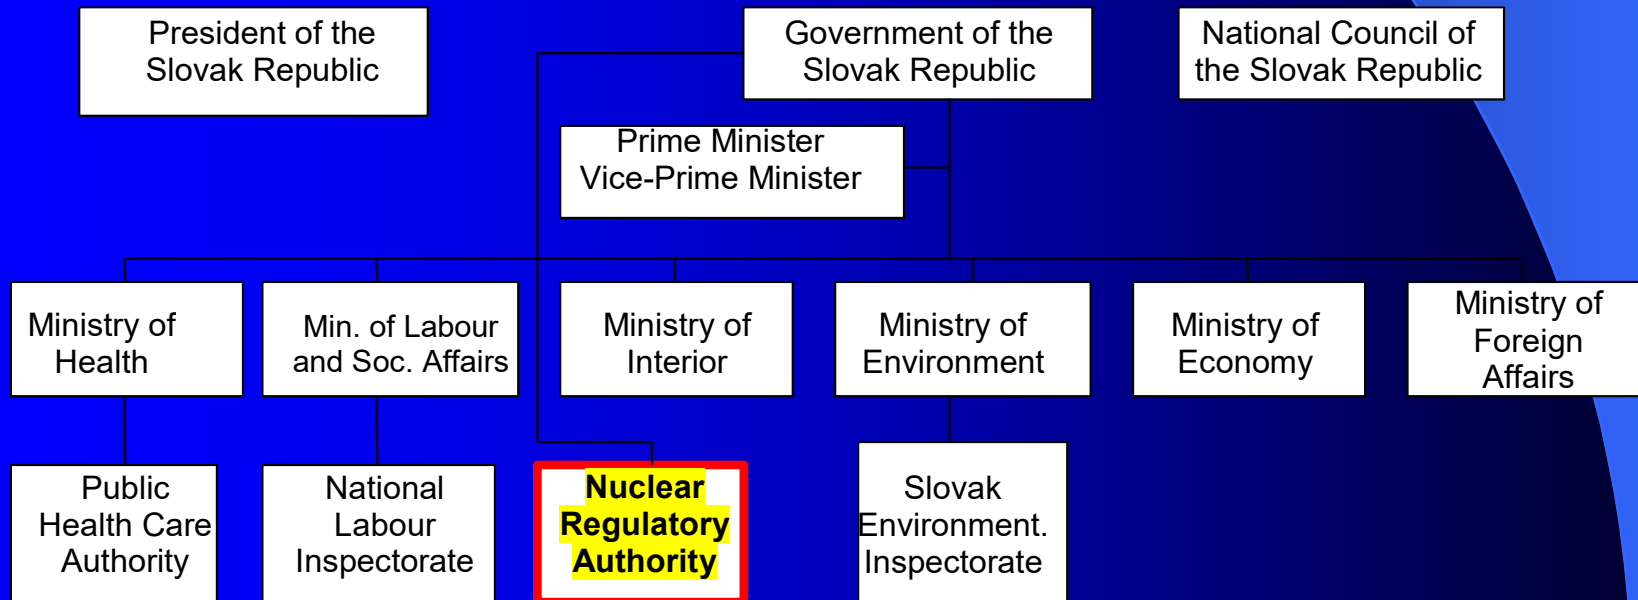 President of the
Slovak Republic
Government of the
Slovak Republic
National Council of
the Slovak Republic
Prime Minister
Vice-Prime Minister
Ministry of
Health
Min. of Labour
and Soc. Affairs
Ministry of
Interior
Ministry of
Environment
Ministry of
Economy
Ministry of
Foreign
Affairs
Public
Health Care
Authority
National
Labour
Inspectorate
Nuclear
Regulatory
Authority
Slovak
Environment.
Inspectorate